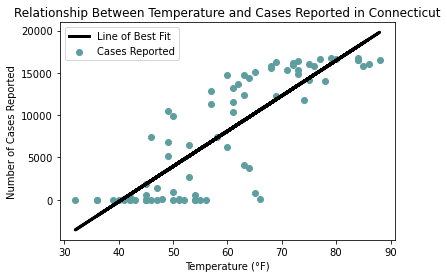 Relationship Between Temperature and Cases Reported in Connecticut
Line of Best Fit
Cases Reported
Number of Cases Reported
20000
15000
10000
5000
0
30
40
50
60
70
80
90
Temperature (°F)